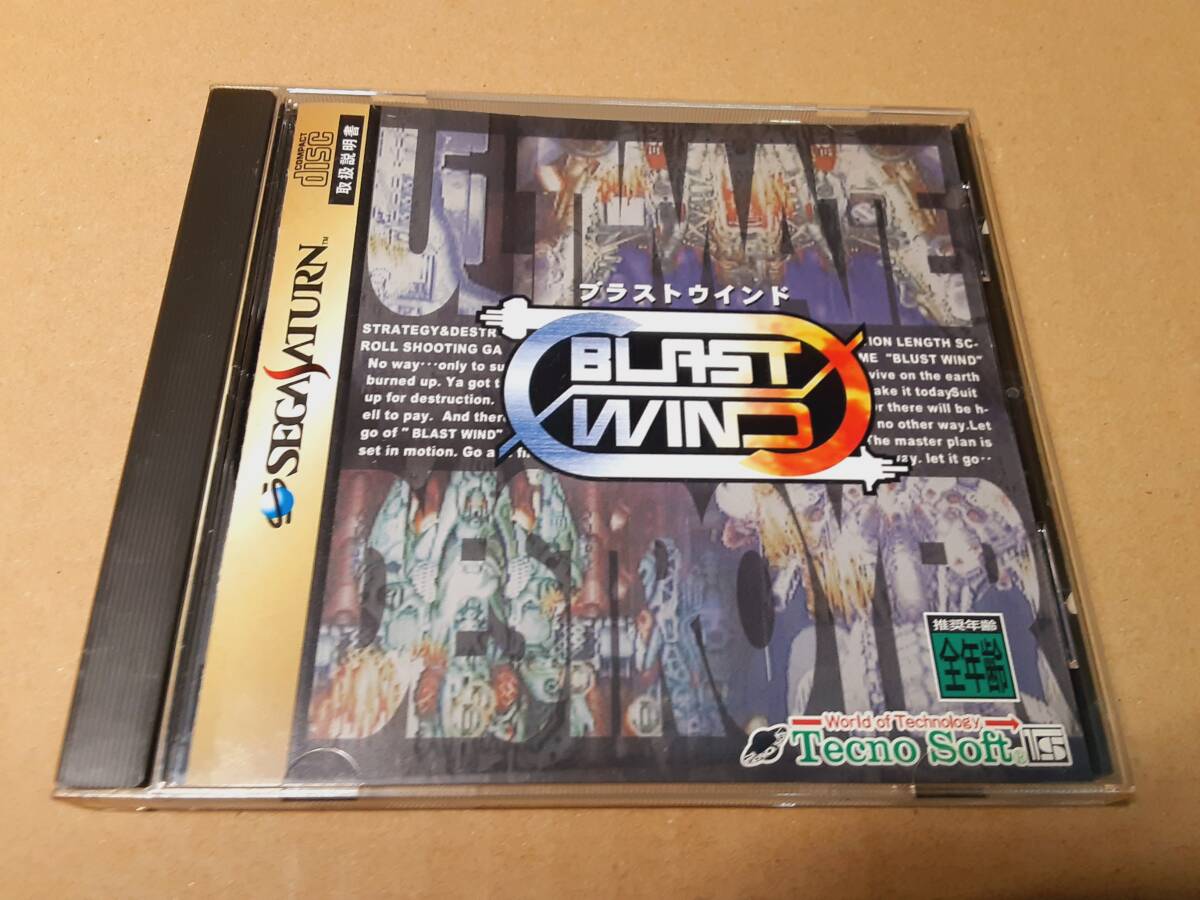 COMPACT
disc
取扱説明書
SEGA SATURN™
ULTIMATE
ブラストウインド
BLAST
WIND
STRATEGY&DESTR
ROLL SHOOTING GA
No way···only to su
burned up. Ya got t
up for destruction.
ell to pay. And ther
go of "BLAST WIND"
set in motion. Go a
ION LENGTH SC-
ME "BLUST WIND"
vive on the earth
ake it todaySuit
r there will be h-
no other way.Let
The master plan is
ay. let it go··
DESTROYER
推奨年齢
全年齢
World of Technology
Tecno Soft®